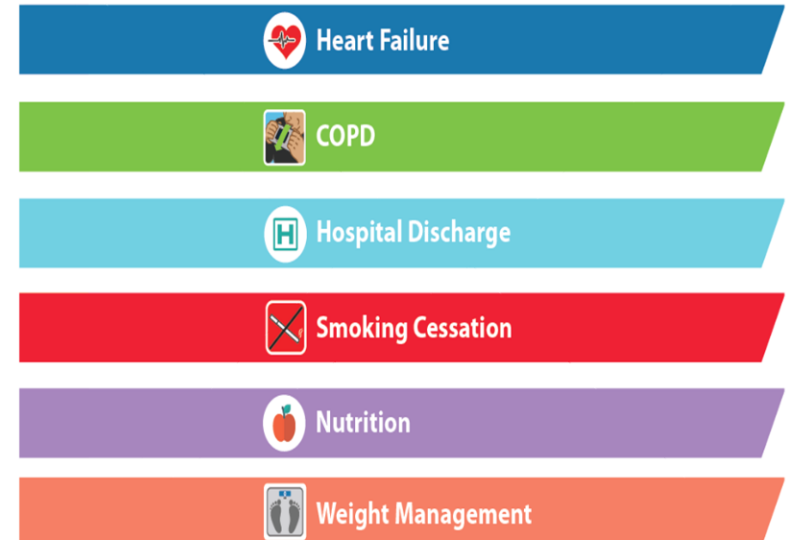 Heart Failure
COPD
H
Hospital Discharge
Smoking Cessation
Nutrition
Weight Management